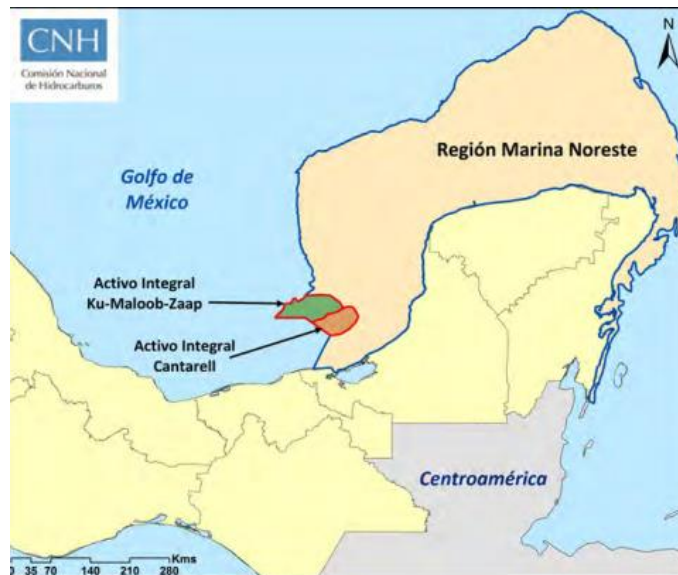 CNH
Comisión Nacional
de Hidrocarburos
N
Región Marina Noreste
Golfo de
México
Activo Integral
Ku-Maloob-Zaap
Activo Integral
Cantarell
Centroamérica
Kms
0 35 70 140 210 280